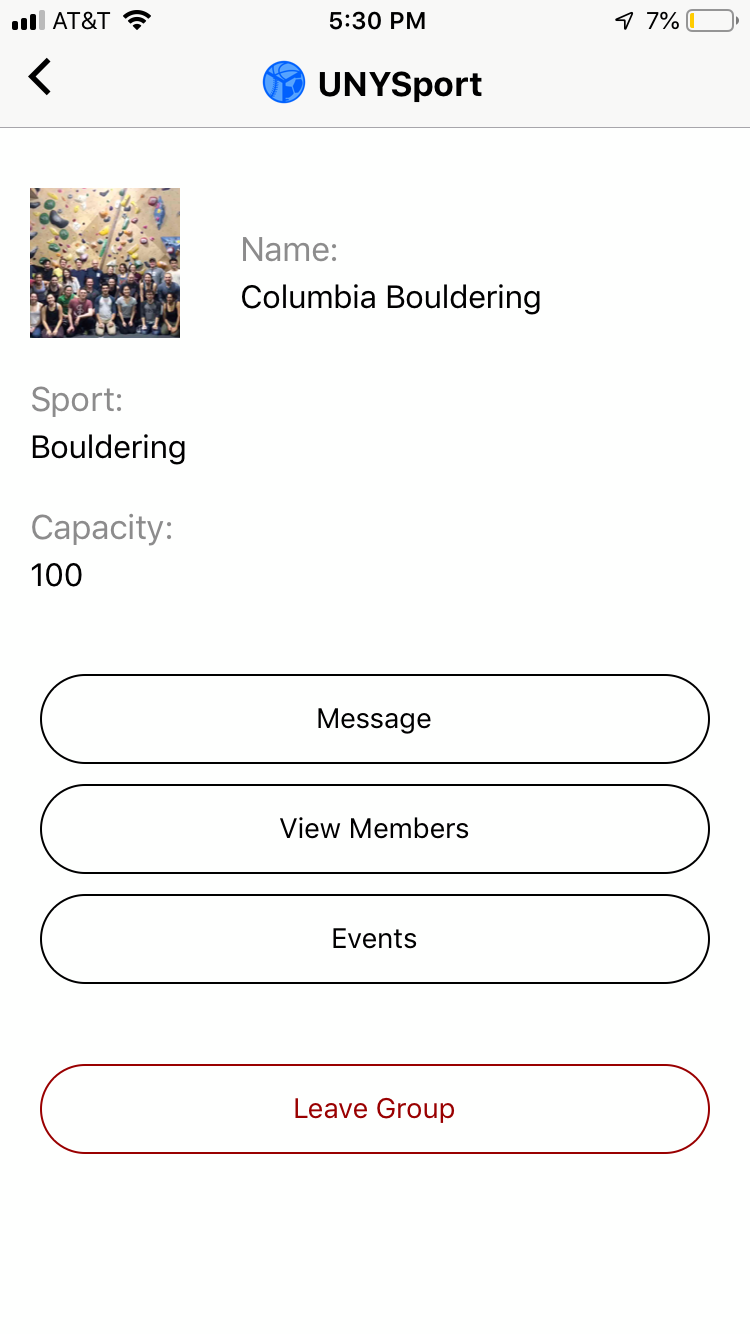 AT&T 5:30 PM 7%
UNYSport
Name:
Columbia Bouldering
Sport:
Bouldering
Capacity:
100
Message
View Members
Events
Leave Group